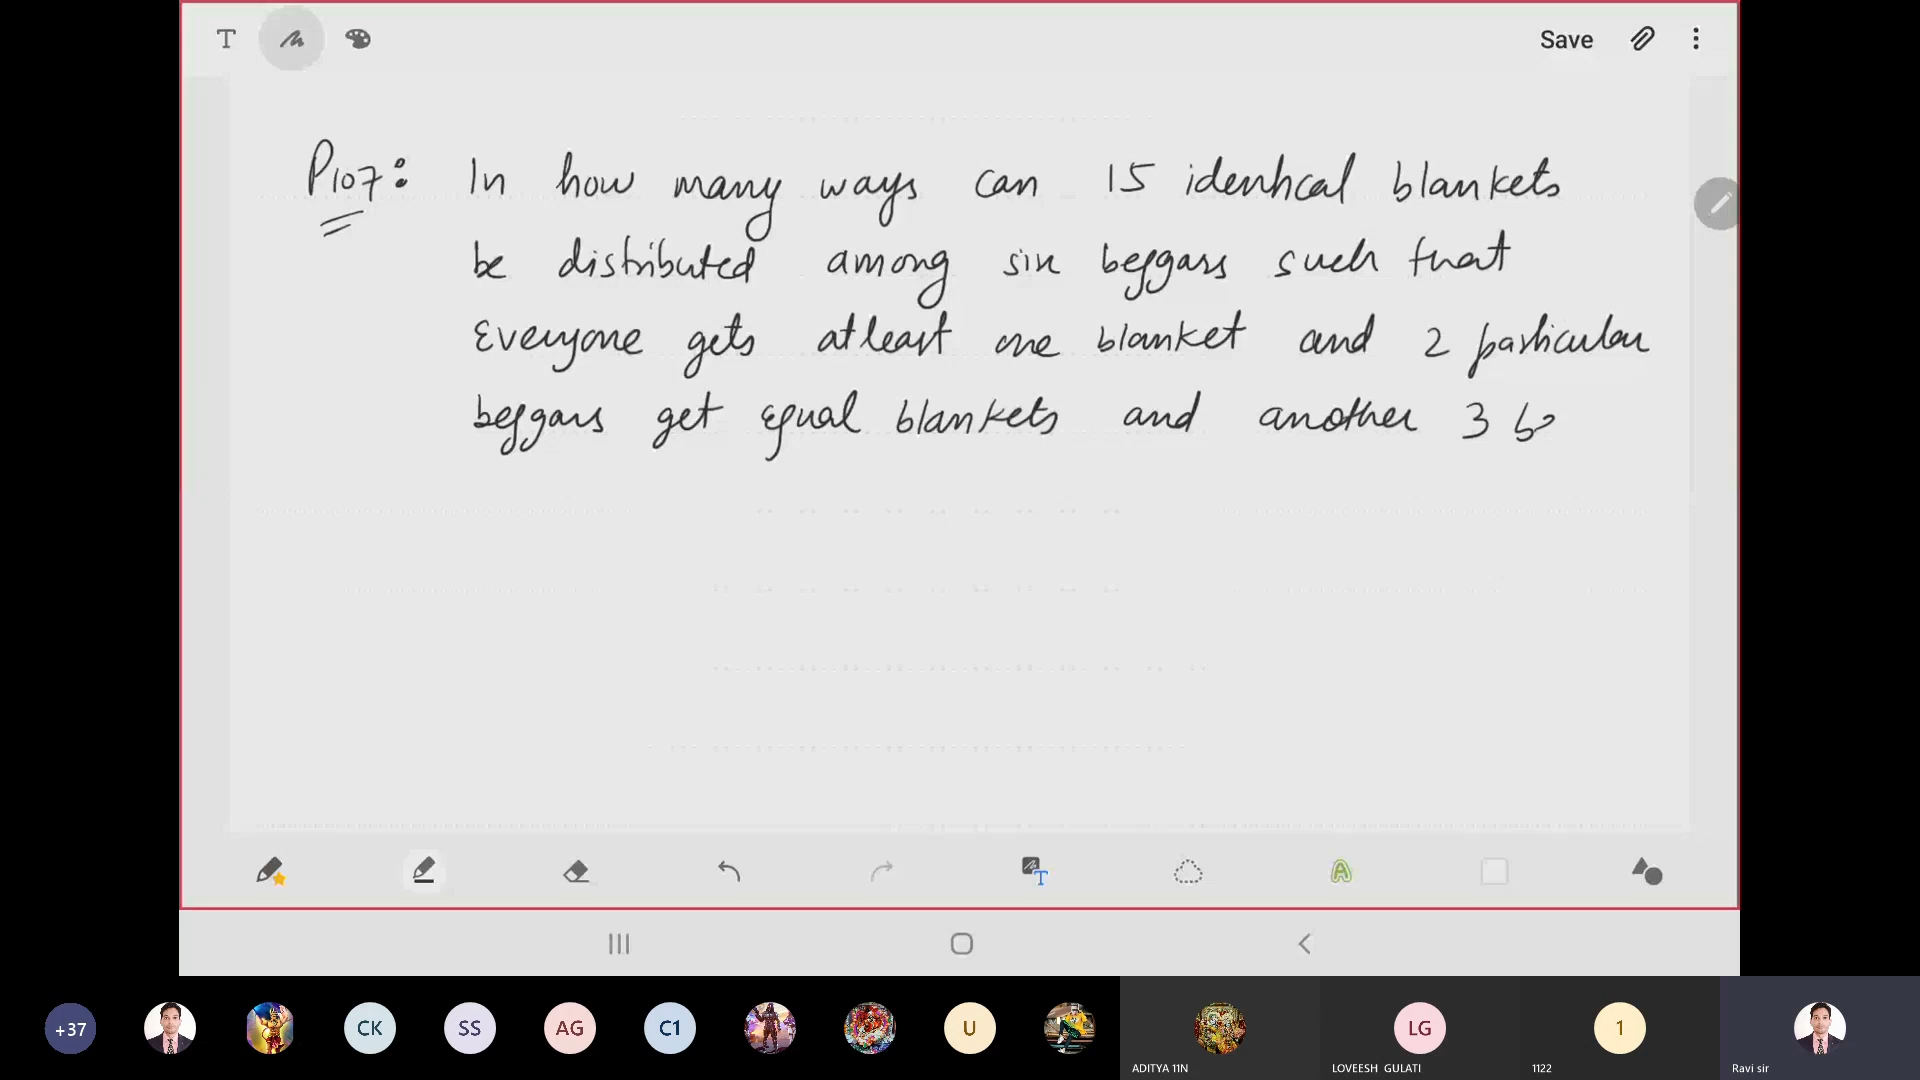 T
Save
P107: In how many ways can 15 identical blankets
be distributed among six beggars such that
Everyone gets atleast one blanket and 2 particular
beggars get equal blankets and another 3 be
T
A
+37
CK
SS
AG
C1
U
LG
1
ADITYA 11N
LOVEESH GULATI
1122
Ravi sir